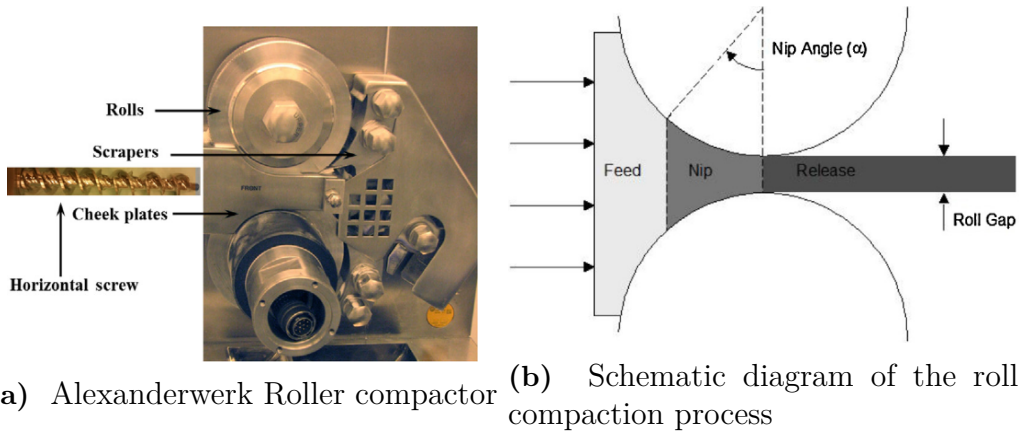 Rolls
Scrapers
FRONT
Cheek plates
Horizontal screw
a) Alexanderwerk Roller compactor
Nip Angle (α)
Feed
Nip
Release
Roll Gap
(b) Schematic diagram of the roll
compaction process